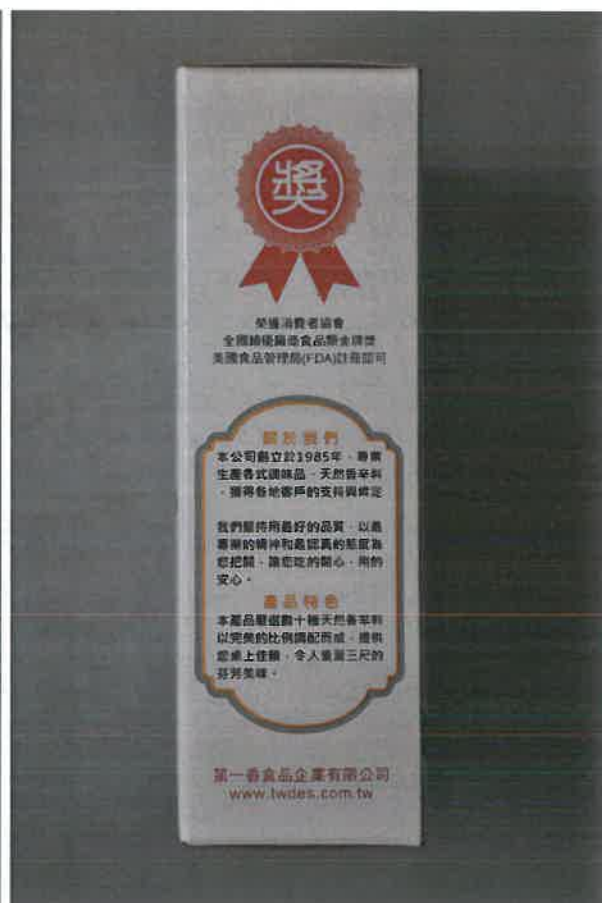 獎
榮獲消費者協會
全國績優廠商食品類金牌獎
美國食品管理局(FDA)註冊認可
關於我們
本公司創立於1985年，專業
生產各式調味品、天然香辛料
，獲得各地客戶的支持與肯定
我們堅持用最好的品質，以最
專業的精神和最認真的態度為
您把關，讓您吃的開心，用的
安心。
產品特色
本產品嚴選數十種天然香辛料
以完美的比例調配而成，提供
您桌上佳餚，令人垂涎三尺的
芬芳美味。
第一香食品企業有限公司
www.twdes.com.tw